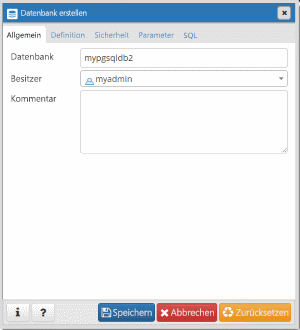 Datenbank erstellen
Allgemein Definition Sicherheit Parameter SQL
Datenbank mypgsqldb2
Besitzer myadmin
Kommentar
i ? Speichern Abbrechen Zurücksetzen